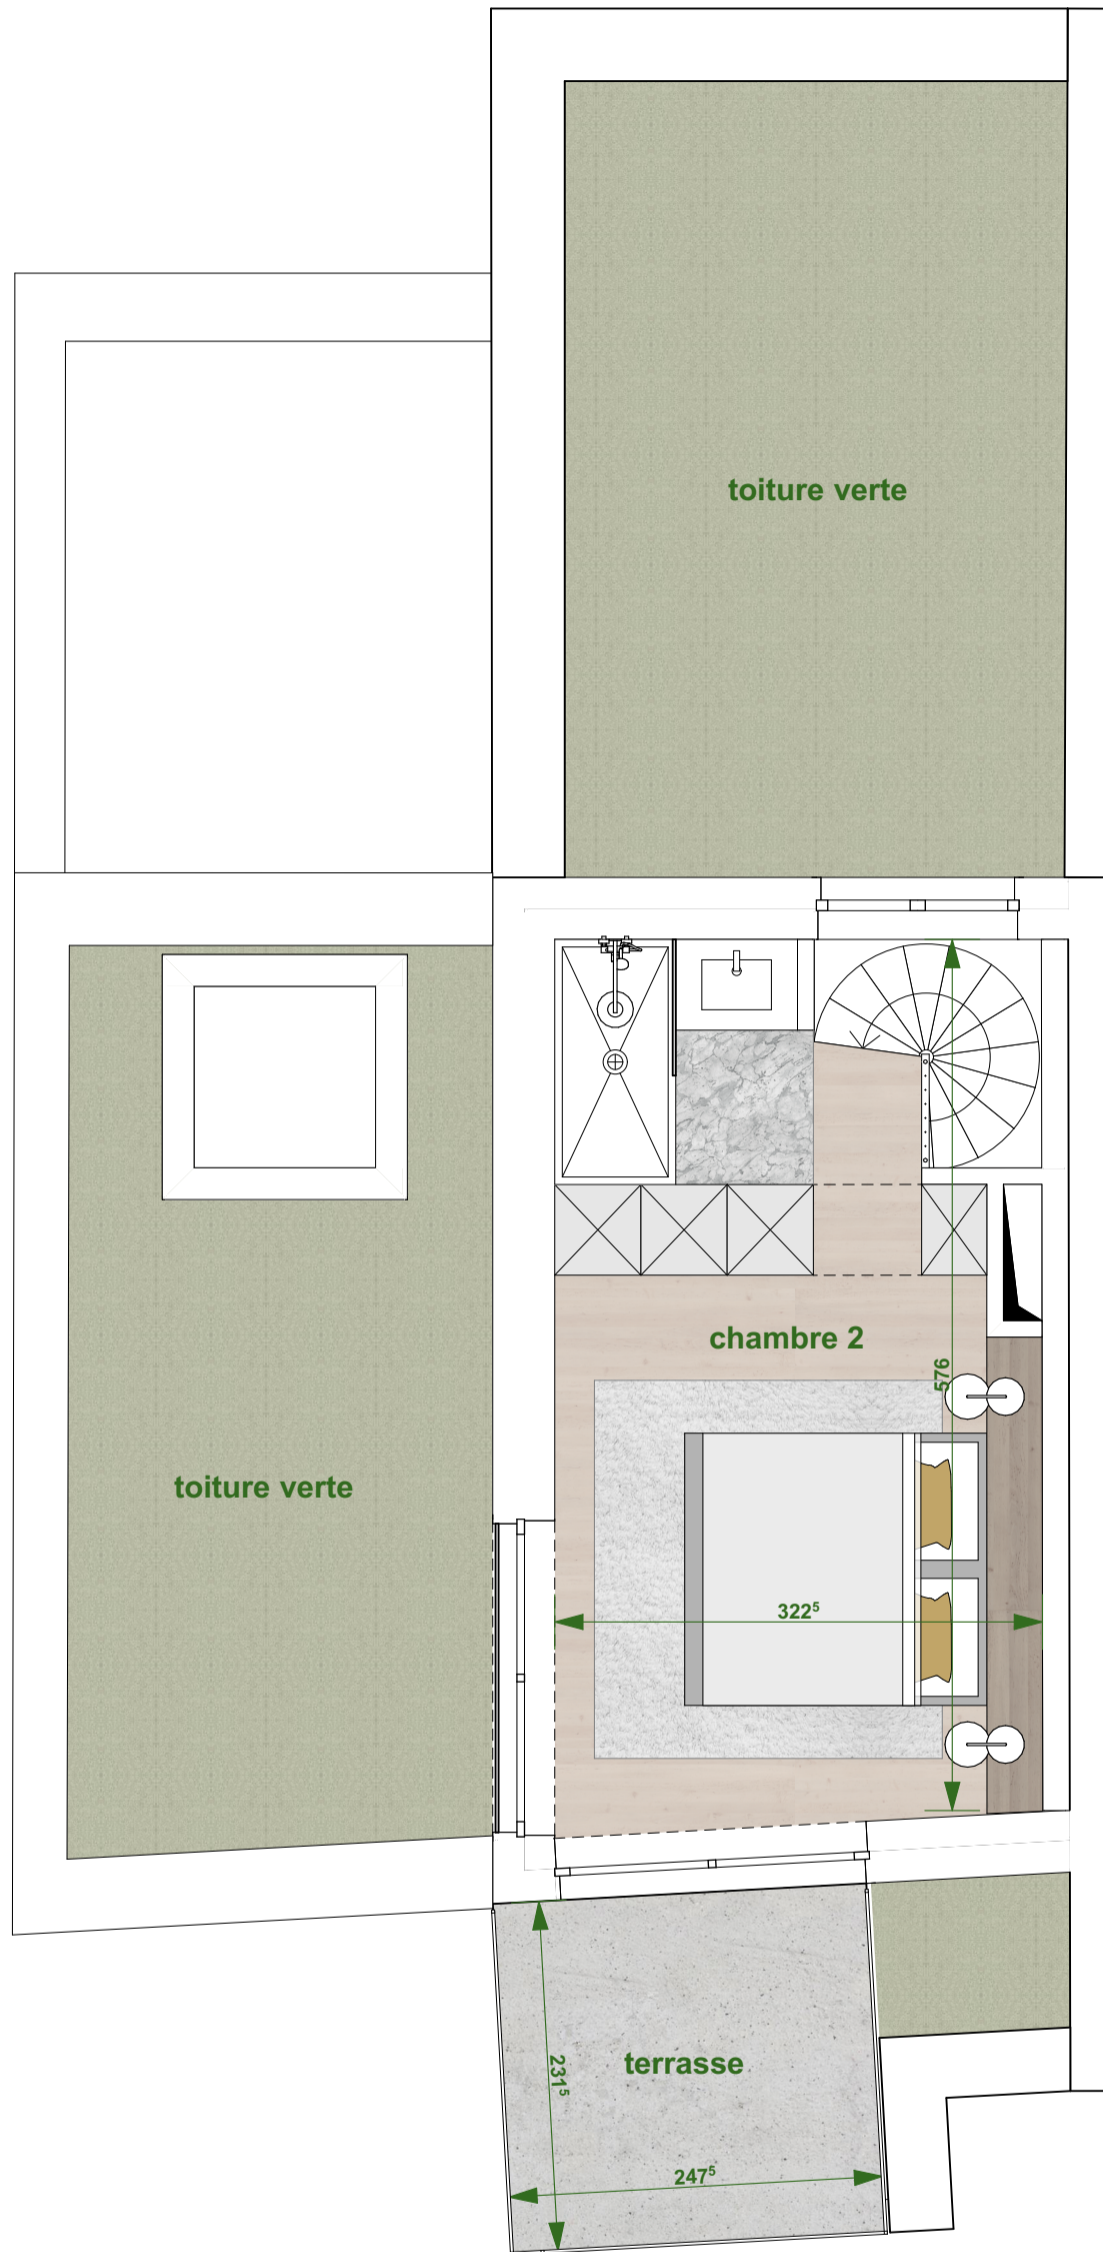 toiture verte
chambre 2
576
toiture verte
322⁵
terrasse
231⁵
247⁵